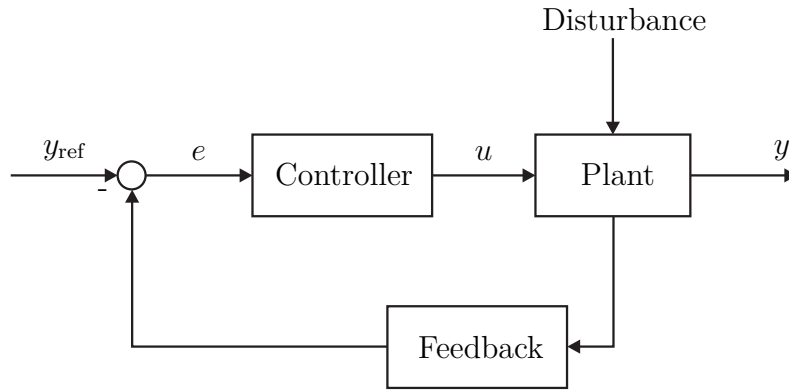 Disturbance
y_ref
e
Controller
u
Plant
y
-
Feedback